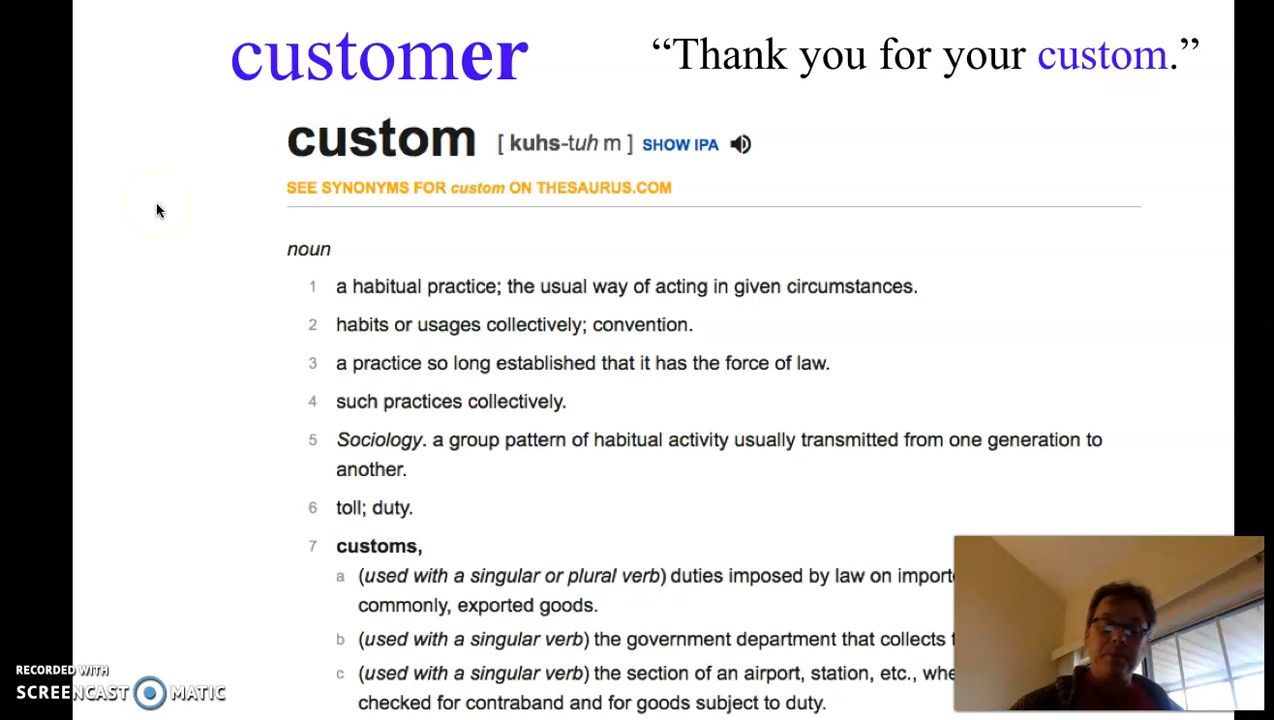 customer “Thank you for your custom.”
custom [ kuhs-tuh m ] SHOW IPA
SEE SYNONYMS FOR custom ON THESAURUS.COM
noun
1 a habitual practice; the usual way of acting in given circumstances.
2 habits or usages collectively; convention.
3 a practice so long established that it has the force of law.
4 such practices collectively.
5 Sociology. a group pattern of habitual activity usually transmitted from one generation to
another.
6 toll; duty.
7 customs,
a (used with a singular or plural verb) duties imposed by law on
commonly, exported goods.
b (used with a singular verb) the government department that collects
c (used with a singular verb) the section of an airport, station, etc.,
checked for contraband and for goods subject to duty.
RECORDED WITH
SCREENCAST MATIC